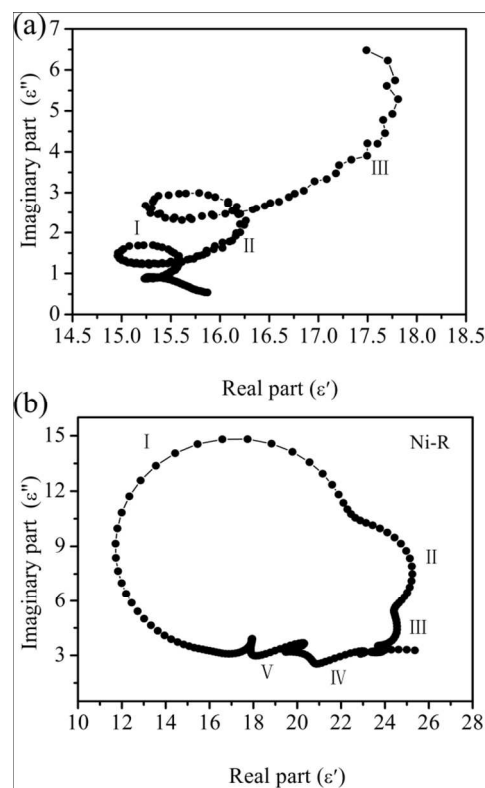 (a)
7
6
5
4
3
2
1
0
Imaginary part (ε")
I
II
III
14.5 15.0 15.5 16.0 16.5 17.0 17.5 18.0 18.5
Real part (ε′)
(b)
15
12
9
6
3
Imaginary part (ε")
I
Ni-R
II
III
IV
V
10 12 14 16 18 20 22 24 26 28
Real part (ε′)